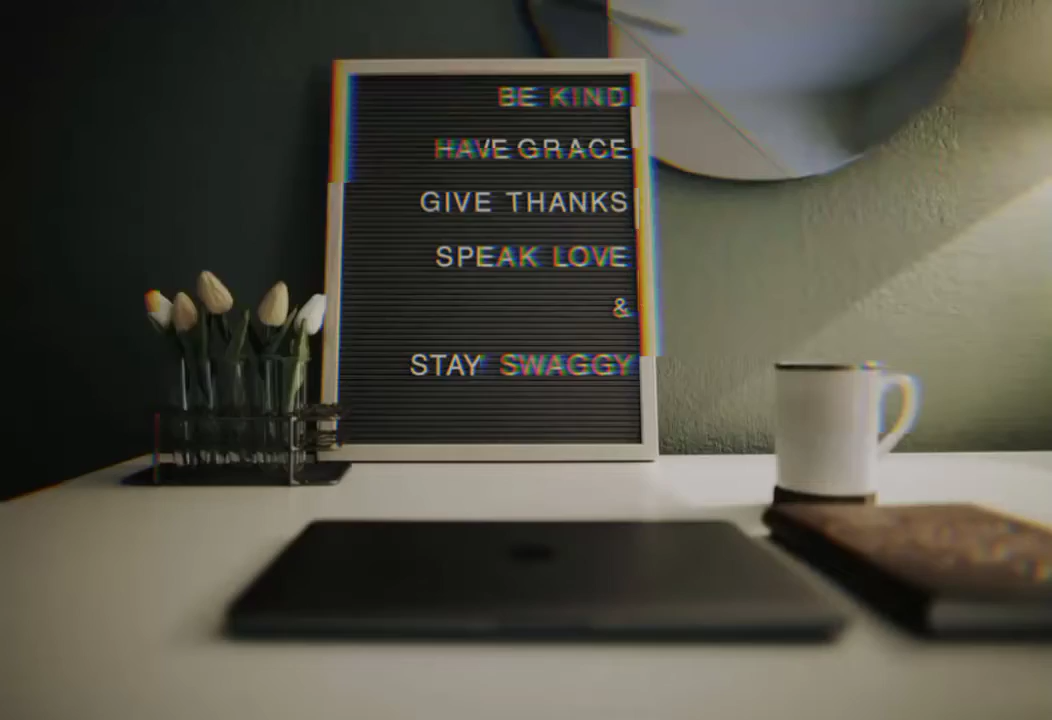 BE KIND
HAVE GRACE
GIVE THANKS
SPEAK LOVE
&
STAY SWAGGY